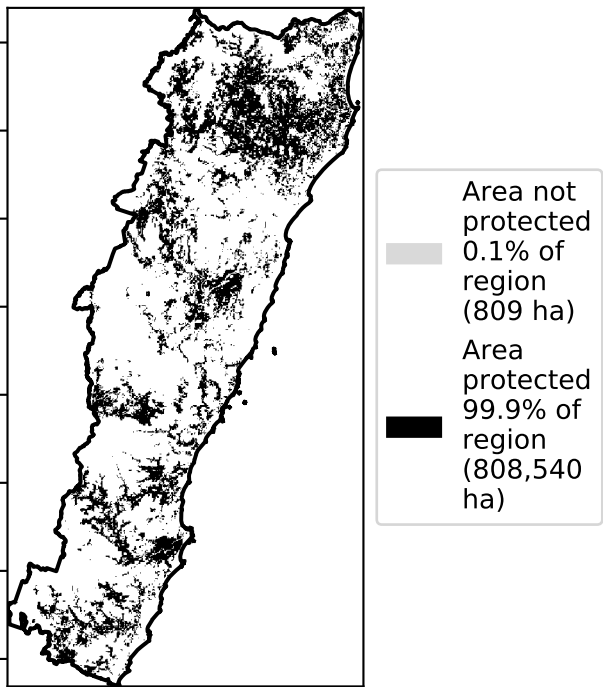 Area not
protected
0.1% of
region
(809 ha)
Area
protected
99.9% of
region
(808,540
ha)